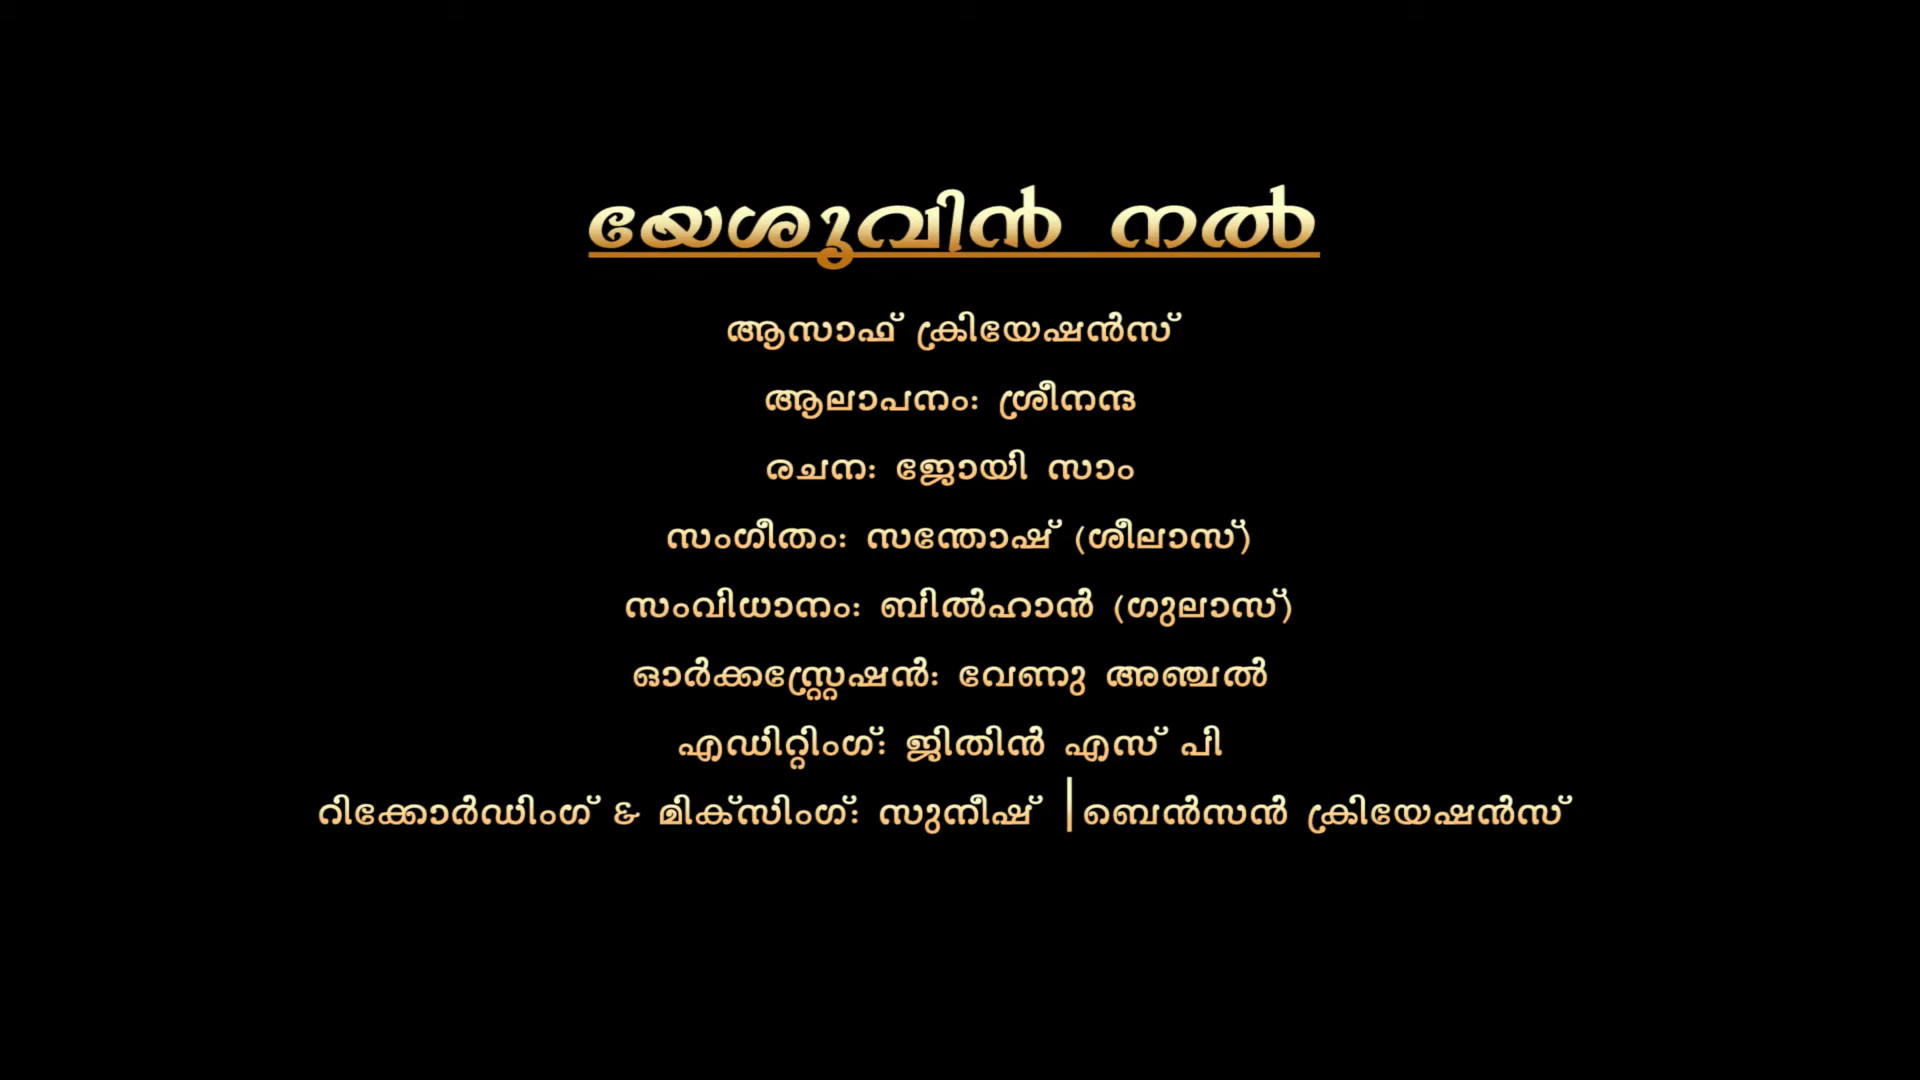 യേശുവിൻ നൽ
ആസാഫ് ക്രിയേഷൻസ്
ആലാപനം: ശ്രീനന്ദ
രചന: ജോയി സാം
സംഗീതം: സന്തോഷ് (ശീലാസ്)
സംവിധാനം: ബിൽഹാൻ (ഗുലാസ്)
ഓർക്കസ്ട്രേഷൻ: വേണു അഞ്ചൽ
എഡിറ്റിംഗ്: ജിതിൻ എസ് പി
റിക്കോർഡിംഗ് & മിക്സിംഗ്: സുനീഷ് |ബെൻസൻ ക്രിയേഷൻസ്